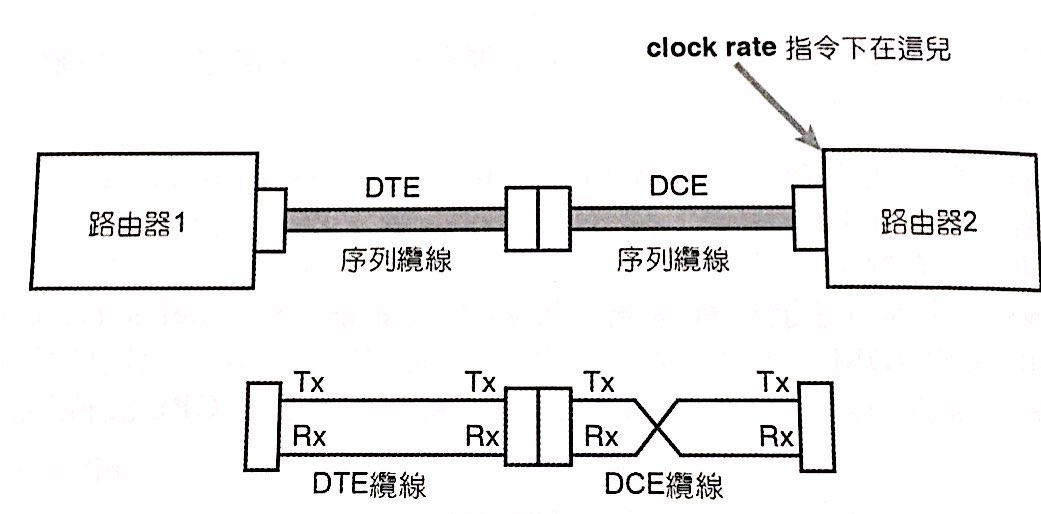 clock rate 指令下在這兒
DTE DCE
路由器1 路由器2
序列纜線 序列纜線
Tx Tx Tx Tx
Rx Rx Rx Rx
DTE纜線 DCE纜線